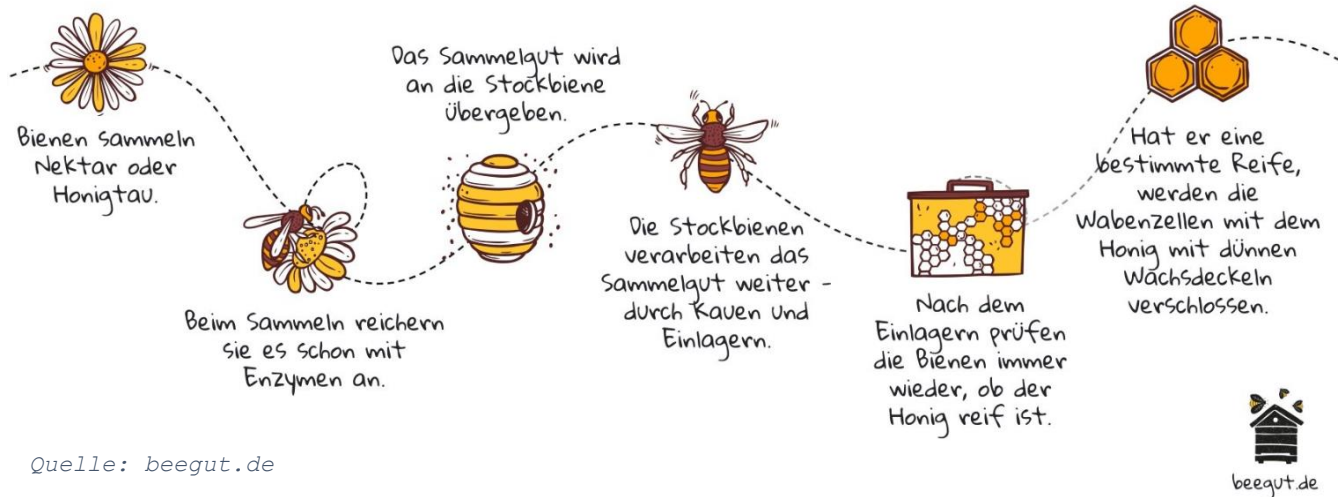 Bienen sammeln
Nektar oder
Honigtau.
Beim Sammeln reichern
sie es schon mit
Enzymen an.
Das Sammelgut wird
an die Stockbiene
übergeben.
Die Stockbienen
verarbeiten das
Sammelgut weiter -
durch Kauen und
Einlagern.
Nach dem
Einlagern prüfen
die Bienen immer
wieder, ob der
Honig reif ist.
Hat er eine
bestimmte Reife,
werden die
Wabenzellen mit dem
Honig mit dünnen
Wachsdeckeln
verschlossen.
Quelle: beegut.de
beegut.de